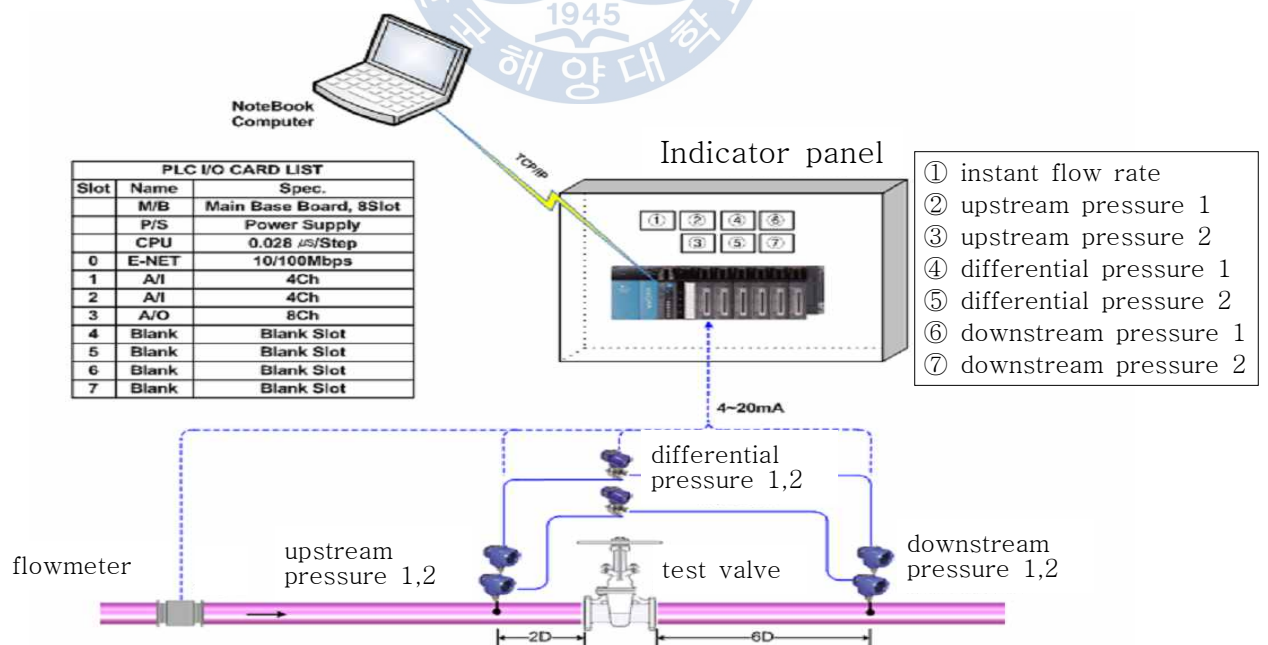 1945
해양대학
NoteBook
Computer
TCP/IP
PLC I/O CARD LIST
Slot Name Spec.
M/B Main Base Board, 8Slot
P/S Power Supply
CPU 0.028 ㎲/Step
0 E-NET 10/100Mbps
1 A/I 4Ch
2 A/I 4Ch
3 A/O 8Ch
4 Blank Blank Slot
5 Blank Blank Slot
6 Blank Blank Slot
7 Blank Blank Slot
Indicator panel
① ② ④ ⑥
③ ⑤ ⑦
① instant flow rate
② upstream pressure 1
③ upstream pressure 2
④ differential pressure 1
⑤ differential pressure 2
⑥ downstream pressure 1
⑦ downstream pressure 2
4~20mA
differential
pressure 1,2
flowmeter
upstream
pressure 1,2
test valve
downstream
pressure 1,2
2D
6D